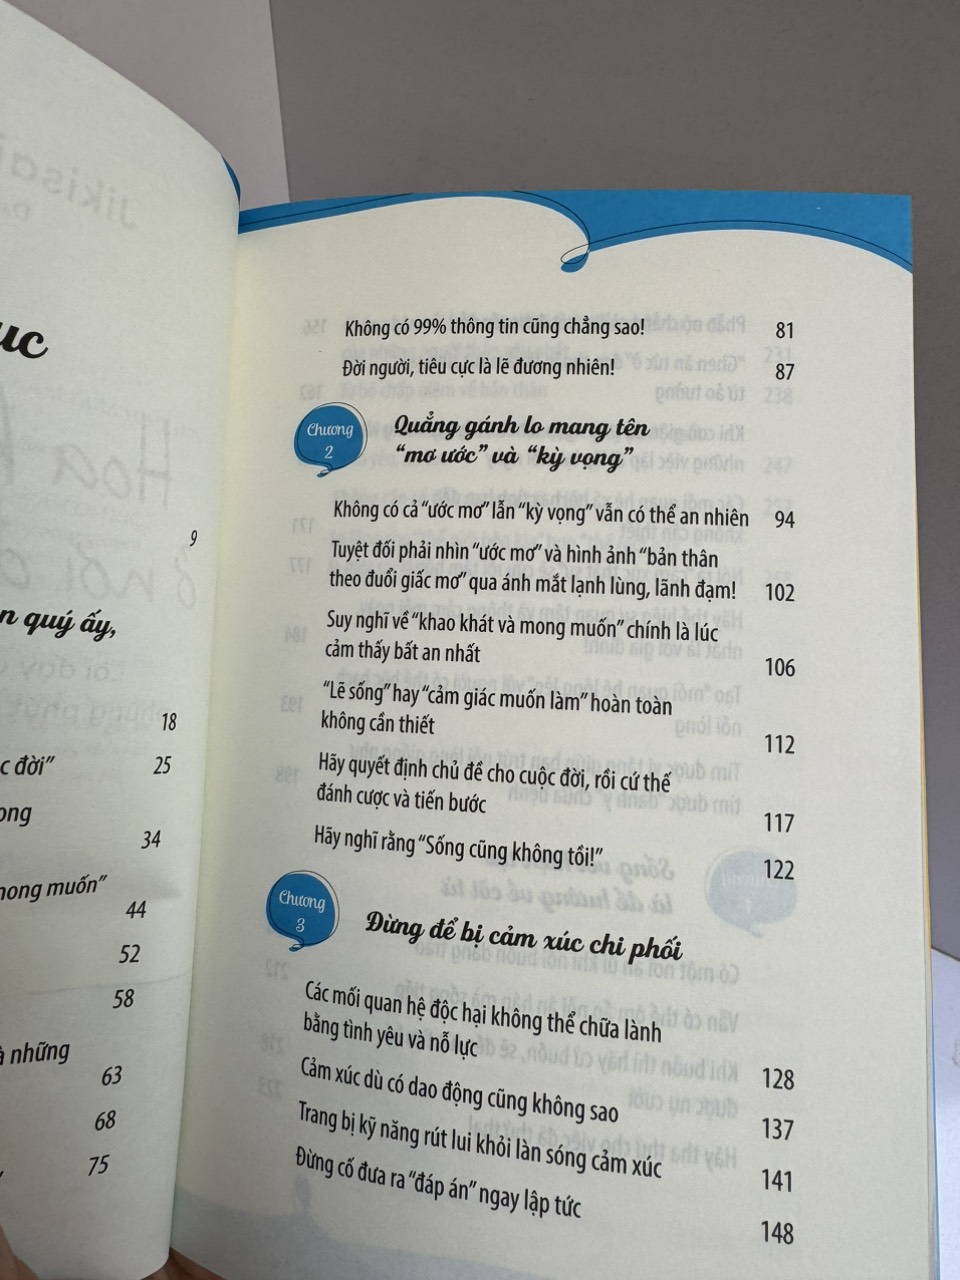 9
n quý ấy,
18
c đời”
25
ong
34
mong muốn”
44
52
58
à những
63
68
75
Không có 99% thông tin cũng chẳng sao! 81
Đời người, tiêu cực là lẽ đương nhiên! 87
Chương 2
Quẳng gánh lo mang tên
“mơ ước” và “kỳ vọng”
Không có cả “ước mơ” lẫn “kỳ vọng” vẫn có thể an nhiên 94
Tuyệt đối phải nhìn “ước mơ” và hình ảnh “bản thân
theo đuổi giấc mơ” qua ánh mắt lạnh lùng, lãnh đạm! 102
Suy nghĩ về “khao khát và mong muốn” chính là lúc
cảm thấy bất an nhất 106
“Lẽ sống” hay “cảm giác muốn làm” hoàn toàn
không cần thiết 112
Hãy quyết định chủ đề cho cuộc đời, rồi cứ thế
đánh cược và tiến bước 117
Hãy nghĩ rằng “Sống cũng không tồi!” 122
Chương 3
Đừng để bị cảm xúc chi phối
Các mối quan hệ độc hại không thể chữa lành
bằng tình yêu và nỗ lực 128
Cảm xúc dù có dao động cũng không sao 137
Trang bị kỹ năng rút lui khỏi làn sóng cảm xúc 141
Đừng cố đưa ra “đáp án” ngay lập tức 148